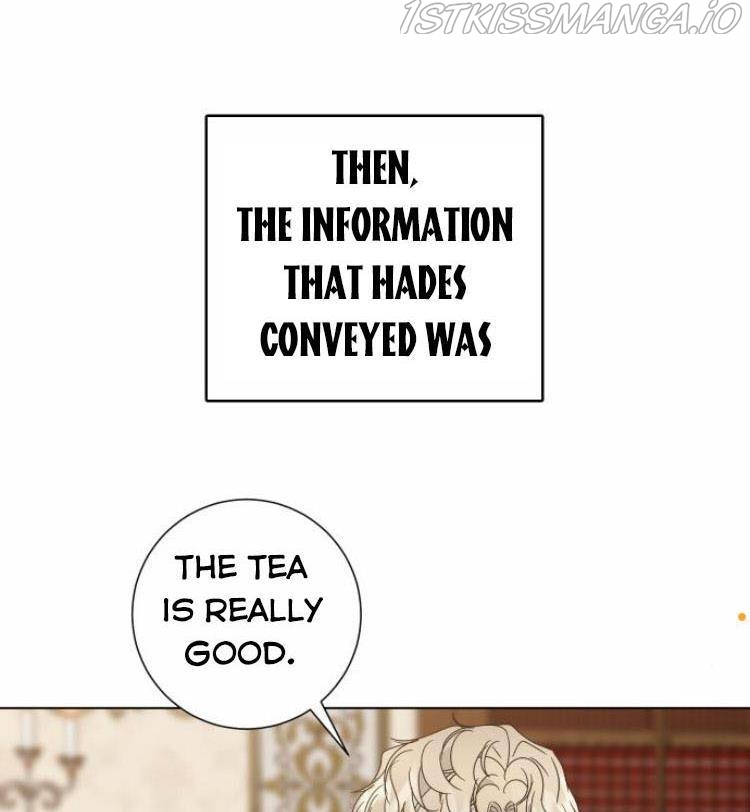 1STKISSMANGA.IO
THEN,
THE INFORMATION
THAT HADES
CONVEYED WAS
THE TEA
IS REALLY
GOOD.